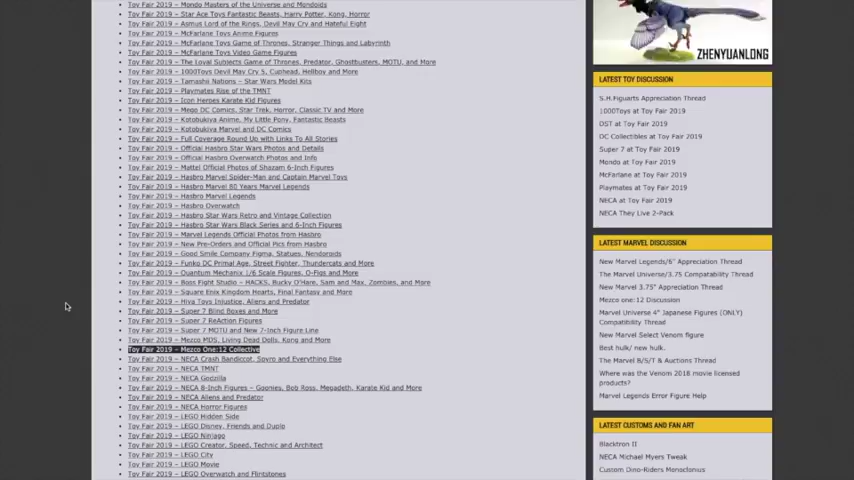 Toy Fair 2019 – Mondo Masters of the Universe and Mondoids
Toy Fair 2019 – Star Ace Toys Fantastic Beasts, Harry Potter, Kong, Horror
Toy Fair 2019 – Asmus Lord of the Rings, Devil May Cry and Hateful Eight
Toy Fair 2019 – McFarlane Toys Anime Figures
Toy Fair 2019 – McFarlane Toys Game of Thrones, Stranger Things and Labyrinth
Toy Fair 2019 – McFarlane Toys Video Game Figures
Toy Fair 2019 – The Loyal Subjects Game of Thrones, Predator, Ghostbusters, MOTU, and More
Toy Fair 2019 – 1000Toys Devil May Cry 5, Cuphead, Hellboy and More
Toy Fair 2019 – Tamashii Nations – Star Wars Model Kits
Toy Fair 2019 – Playmates Rise of the TMNT
Toy Fair 2019 – Icon Heroes Karate Kid Figures
Toy Fair 2019 – Mego DC Comics, Star Trek, Horror, Classic TV and More
Toy Fair 2019 – Kotobukiya Anime, My Little Pony, Fantastic Beasts
Toy Fair 2019 – Kotobukiya Marvel and DC Comics
Toy Fair 2019 – Full Coverage Round Up with Links To All Stories
Toy Fair 2019 – Official Hasbro Star Wars Photos and Details
Toy Fair 2019 – Official Hasbro Overwatch Photos and Info
Toy Fair 2019 – Mattel Official Photos of Shazam 6-Inch Figures
Toy Fair 2019 – Hasbro Marvel Spider-Man and Captain Marvel Toys
Toy Fair 2019 – Hasbro Marvel 80 Years Marvel Legends
Toy Fair 2019 – Hasbro Marvel Legends
Toy Fair 2019 – Hasbro Overwatch
Toy Fair 2019 – Hasbro Star Wars Retro and Vintage Collection
Toy Fair 2019 – Hasbro Star Wars Black Series and 6-Inch Figures
Toy Fair 2019 – Marvel Legends Official Photos from Hasbro
Toy Fair 2019 – New Pre-Orders and Official Pics from Hasbro
Toy Fair 2019 – Good Smile Company Figma, Statues, Nendoroids
Toy Fair 2019 – Funko DC Primal Age, Street Fighter, Thundercats and More
Toy Fair 2019 – Quantum Mechanix 1/6 Scale Figures, Q-Figs and More
Toy Fair 2019 – Boss Fight Studio – HACKS, Bucky O'Hare, Sam and Max, Zombies, and More
Toy Fair 2019 – Square Enix Kingdom Hearts, Final Fantasy and More
Toy Fair 2019 – Hiya Toys Injustice, Aliens and Predator
Toy Fair 2019 – Super 7 Blind Boxes and More
Toy Fair 2019 – Super 7 ReAction Figures
Toy Fair 2019 – Super 7 MOTU and New 7-Inch Figure Line
Toy Fair 2019 – Mezco MDS, Living Dead Dolls, Kong and More
Toy Fair 2019 – Mezco One:12 Collective
Toy Fair 2019 – NECA Crash Bandicot, Spyro and Everything Else
Toy Fair 2019 – NECA TMNT
Toy Fair 2019 – NECA Godzilla
Toy Fair 2019 – NECA 8-Inch Figures – Goonies, Bob Ross, Megadeth, Karate Kid and More
Toy Fair 2019 – NECA Aliens and Predator
Toy Fair 2019 – NECA Horror Figures
Toy Fair 2019 – LEGO Hidden Side
Toy Fair 2019 – LEGO Disney, Friends and Duplo
Toy Fair 2019 – LEGO Ninjago
Toy Fair 2019 – LEGO Creator, Speed, Technic and Architect
Toy Fair 2019 – LEGO City
Toy Fair 2019 – LEGO Movie
Toy Fair 2019 – LEGO Overwatch and Flintstones
ZHENYUANLONG
LATEST TOY DISCUSSION
S.H.Figuarts Appreciation Thread
1000Toys at Toy Fair 2019
DST at Toy Fair 2019
DC Collectibles at Toy Fair 2019
Super 7 at Toy Fair 2019
Mondo at Toy Fair 2019
McFarlane at Toy Fair 2019
Playmates at Toy Fair 2019
NECA at Toy Fair 2019
NECA They Live 2-Pack
LATEST MARVEL DISCUSSION
New Marvel Legends/6" Appreciation Thread
The Marvel Universe/3.75 Compatability Thread
New Marvel 3.75" Appreciation Thread
Mezco one:12 Discussion
Marvel Universe 4" Japanese Figures (ONLY)
Compatibility Thread
New Marvel Select Venom figure
Best hulk/ new hulk.
The Marvel B/S/T & Auctions Thread
Where was the Venom 2018 movie licensed
products?
Marvel Legends Error Figure Help
LATEST CUSTOMS AND FAN ART
Blacktron II
NECA Michael Myers Tweak
Custom Dino-Riders Monoclonius